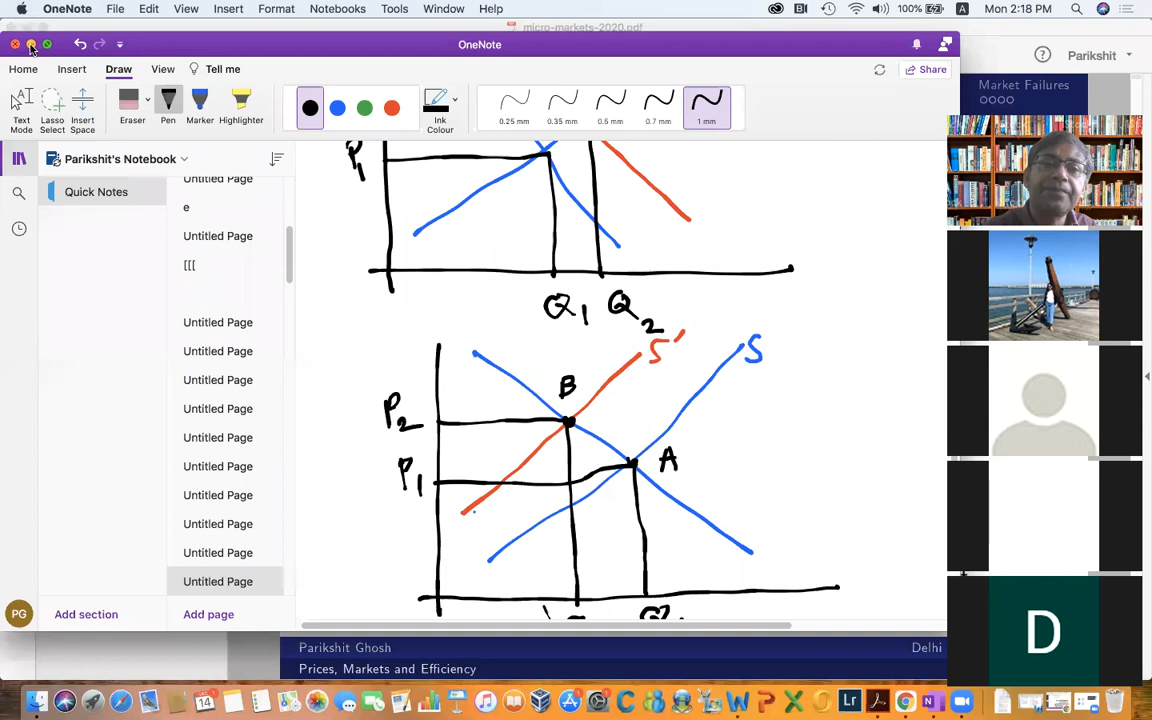 OneNote File Edit View Insert Format Notebooks Tools Window Help 100% A Mon 2:18 PM
micro-markets-2020.pdf
OneNote
Parikshit
Home Insert Draw View Tell me Share
Market Failures
Text Mode
Lasso Select
Insert Space
Eraser
Pen
Marker
Highlighter
Ink Colour
0.25 mm 0.35 mm 0.5 mm 0.7 mm 1 mm
Parikshit's Notebook
Quick Notes
Untitled Page
e
Untitled Page
[[[
Untitled Page
Untitled Page
Untitled Page
Untitled Page
Untitled Page
Untitled Page
Untitled Page
Untitled Page
Untitled Page
Untitled Page
P1
Q1 Q2
S' S
B
P2
A
P1
PG
Add section Add page
D
Parikshit Ghosh Delhi
Prices, Markets and Efficiency